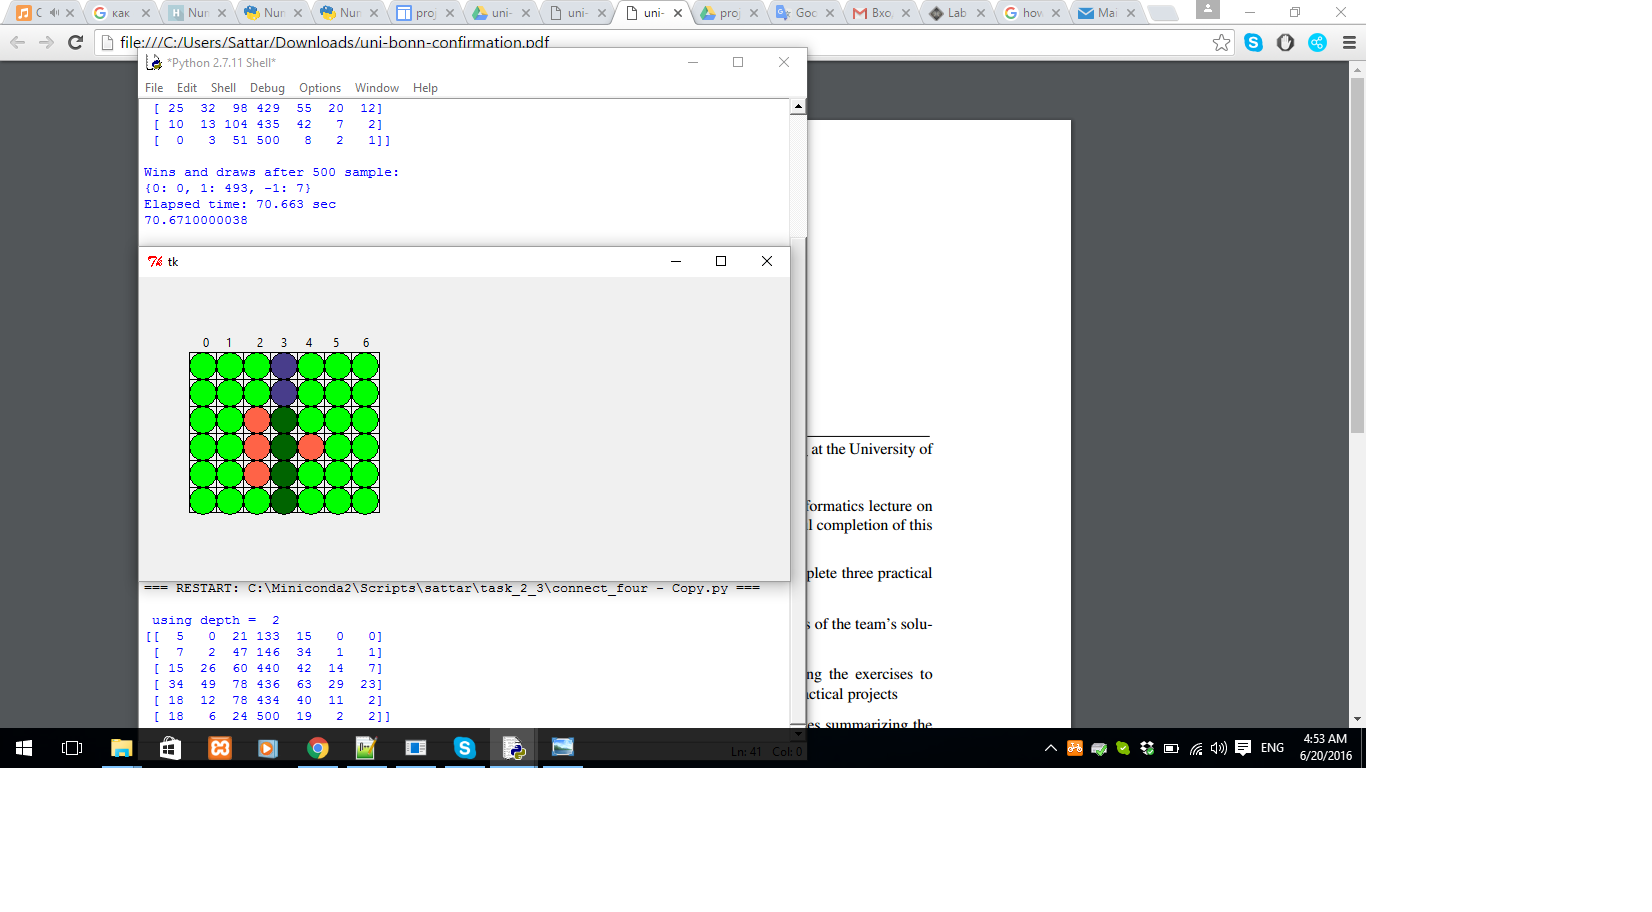 C
как
Nun
Nun
Nun
proj
uni-
uni-
uni-
proj
Goo
Вхо
Lab
how
Mai
file:///C:/Users/Sattar/Downloads/uni-bonn-confirmation.pdf
*Python 2.7.11 Shell*
File Edit Shell Debug Options Window Help
[ 25 32 98 429 55 20 12]
[ 10 13 104 435 42 7 2]
[ 0 3 51 500 8 2 1]]
Wins and draws after 500 sample:
{0: 0, 1: 493, -1: 7}
Elapsed time: 70.663 sec
70.6710000038
tk
0 1 2 3 4 5 6
=== RESTART: C:\Miniconda2\Scripts\sattar\task_2_3\connect_four - Copy.py ===
using depth = 2
[[ 5 0 21 133 15 0 0]
[ 7 2 47 146 34 1 1]
[ 15 26 60 440 42 14 7]
[ 34 49 78 436 63 29 23]
[ 18 12 78 434 40 11 2]
[ 18 6 24 500 19 2 2]]
Ln: 41 Col: 0
at the University of
formatics lecture on
l completion of this
plete three practical
s of the team's solu-
ng the exercises to
actical projects
es summarizing the
ENG
4:53 AM
6/20/2016